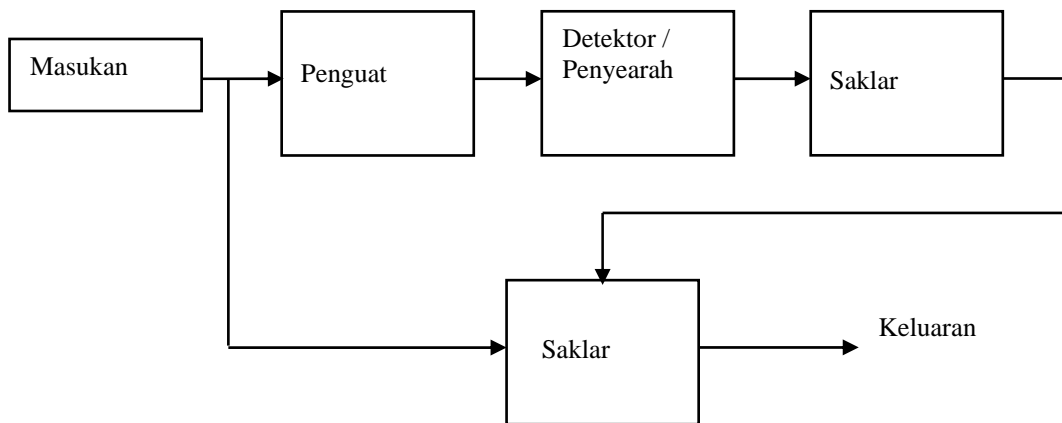 Masukan
Penguat
Detektor /
Penyearah
Saklar
Saklar
Keluaran